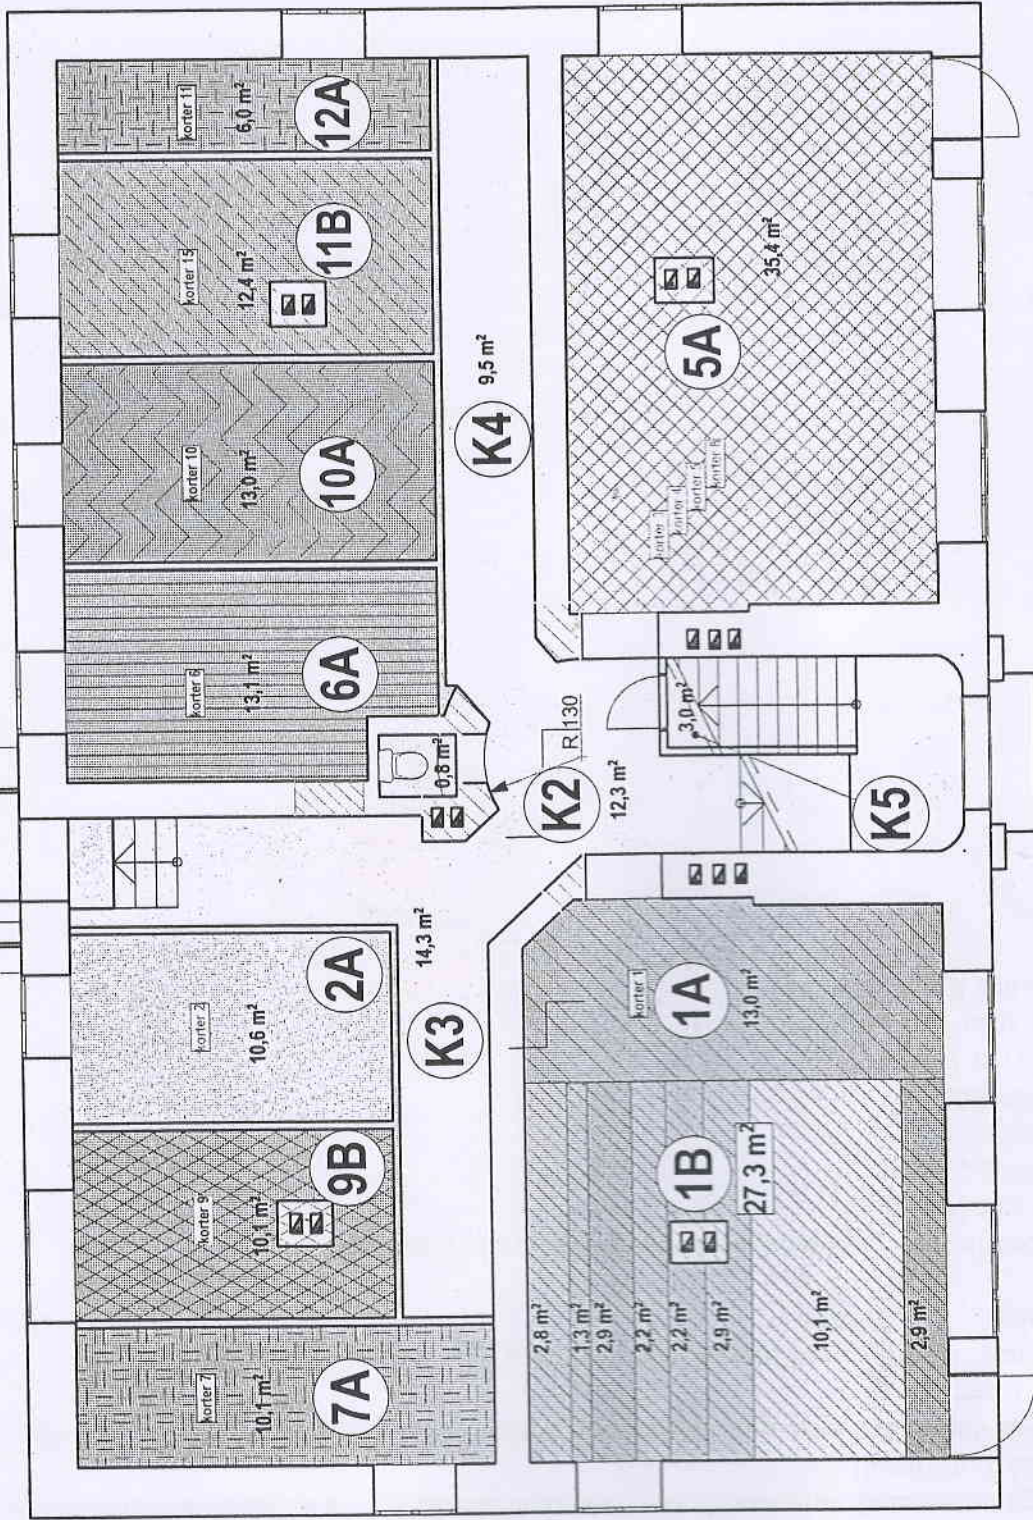 korter 7
10,1 m²
7A
korter 9
10,1 m²
9B
korter 2
10,6 m²
2A
K3
14,3 m²
korter 6
13,1 m²
6A
0,8 m²
korter 10
13,0 m²
10A
korter 15
12,4 m²
11B
korter 11
6,0 m²
12A
K4
9,5 m²
K2
12,3 m²
R 130
3,0 m²
K5
2,8 m²
1,3 m²
2,9 m²
2,2 m²
2,2 m²
2,9 m²
10,1 m²
2,9 m²
1B
27,3 m²
korter 1
1A
13,0 m²
korter
korter
korter
korter
5A
35,4 m²